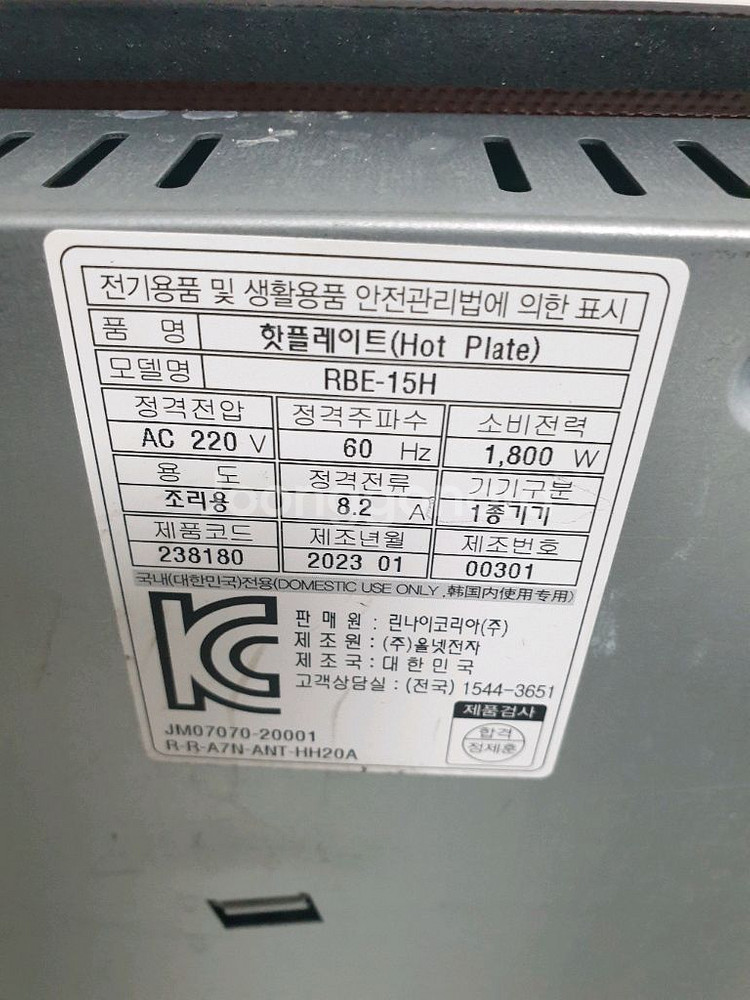 전기용품 및 생활용품 안전관리법에 의한 표시
품 명 핫플레이트(Hot Plate)
모델명 RBE-15H
정격전압 정격주파수 소비전력
AC 220 V 60 Hz 1,800 W
용 도 정격전류 기기구분
조리용 8.2 A 1종기기
제품코드 제조년월 제조번호
238180 2023 01 00301
국내(대한민국)전용(DOMESTIC USE ONLY, 韩国内使用专用)
판 매 원 : 린나이코리아(주)
제 조 원 : (주)올넷전자
제 조 국 : 대 한 민 국
고객상담실 : (전국) 1544-3651
제품검사
합격
정제훈
JM07070-20001
R-R-A7N-ANT-HH20A